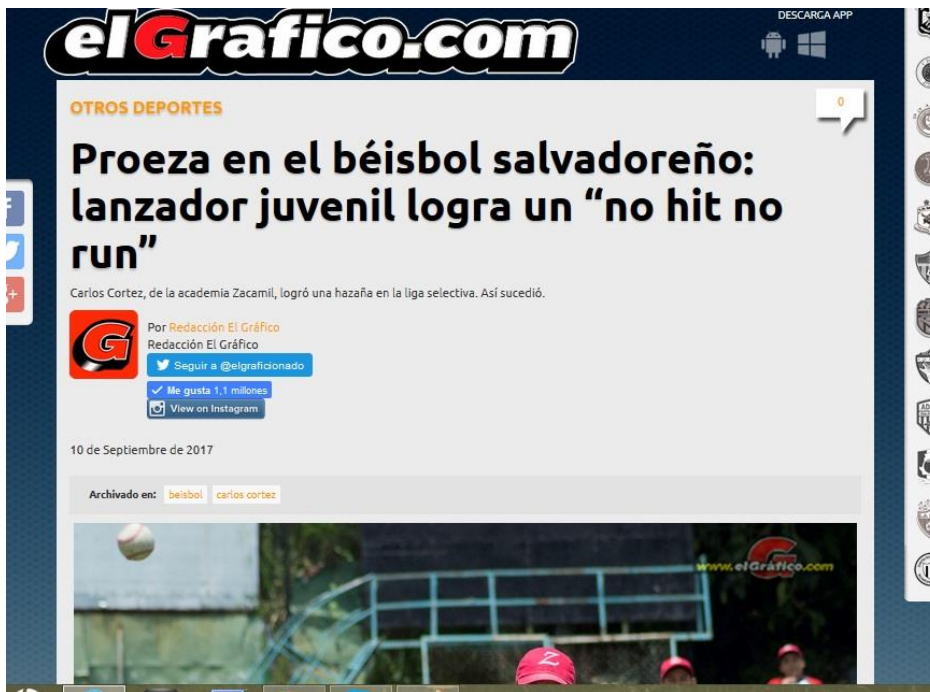 elGrafico.com
DESCARGA APP
OTROS DEPORTES
0
Proeza en el béisbol salvadoreño:
lanzador juvenil logra un “no hit no
run”
Carlos Cortez, de la academia Zacamil, logró una hazaña en la liga selectiva. Así sucedió.
Por Redacción El Gráfico
Redacción El Gráfico
Seguir a @elgraficionado
Me gusta 1,1 millones
View on Instagram
10 de Septiembre de 2017
Archivado en: beisbol carlos cortez
www.elGráfico.com
Z